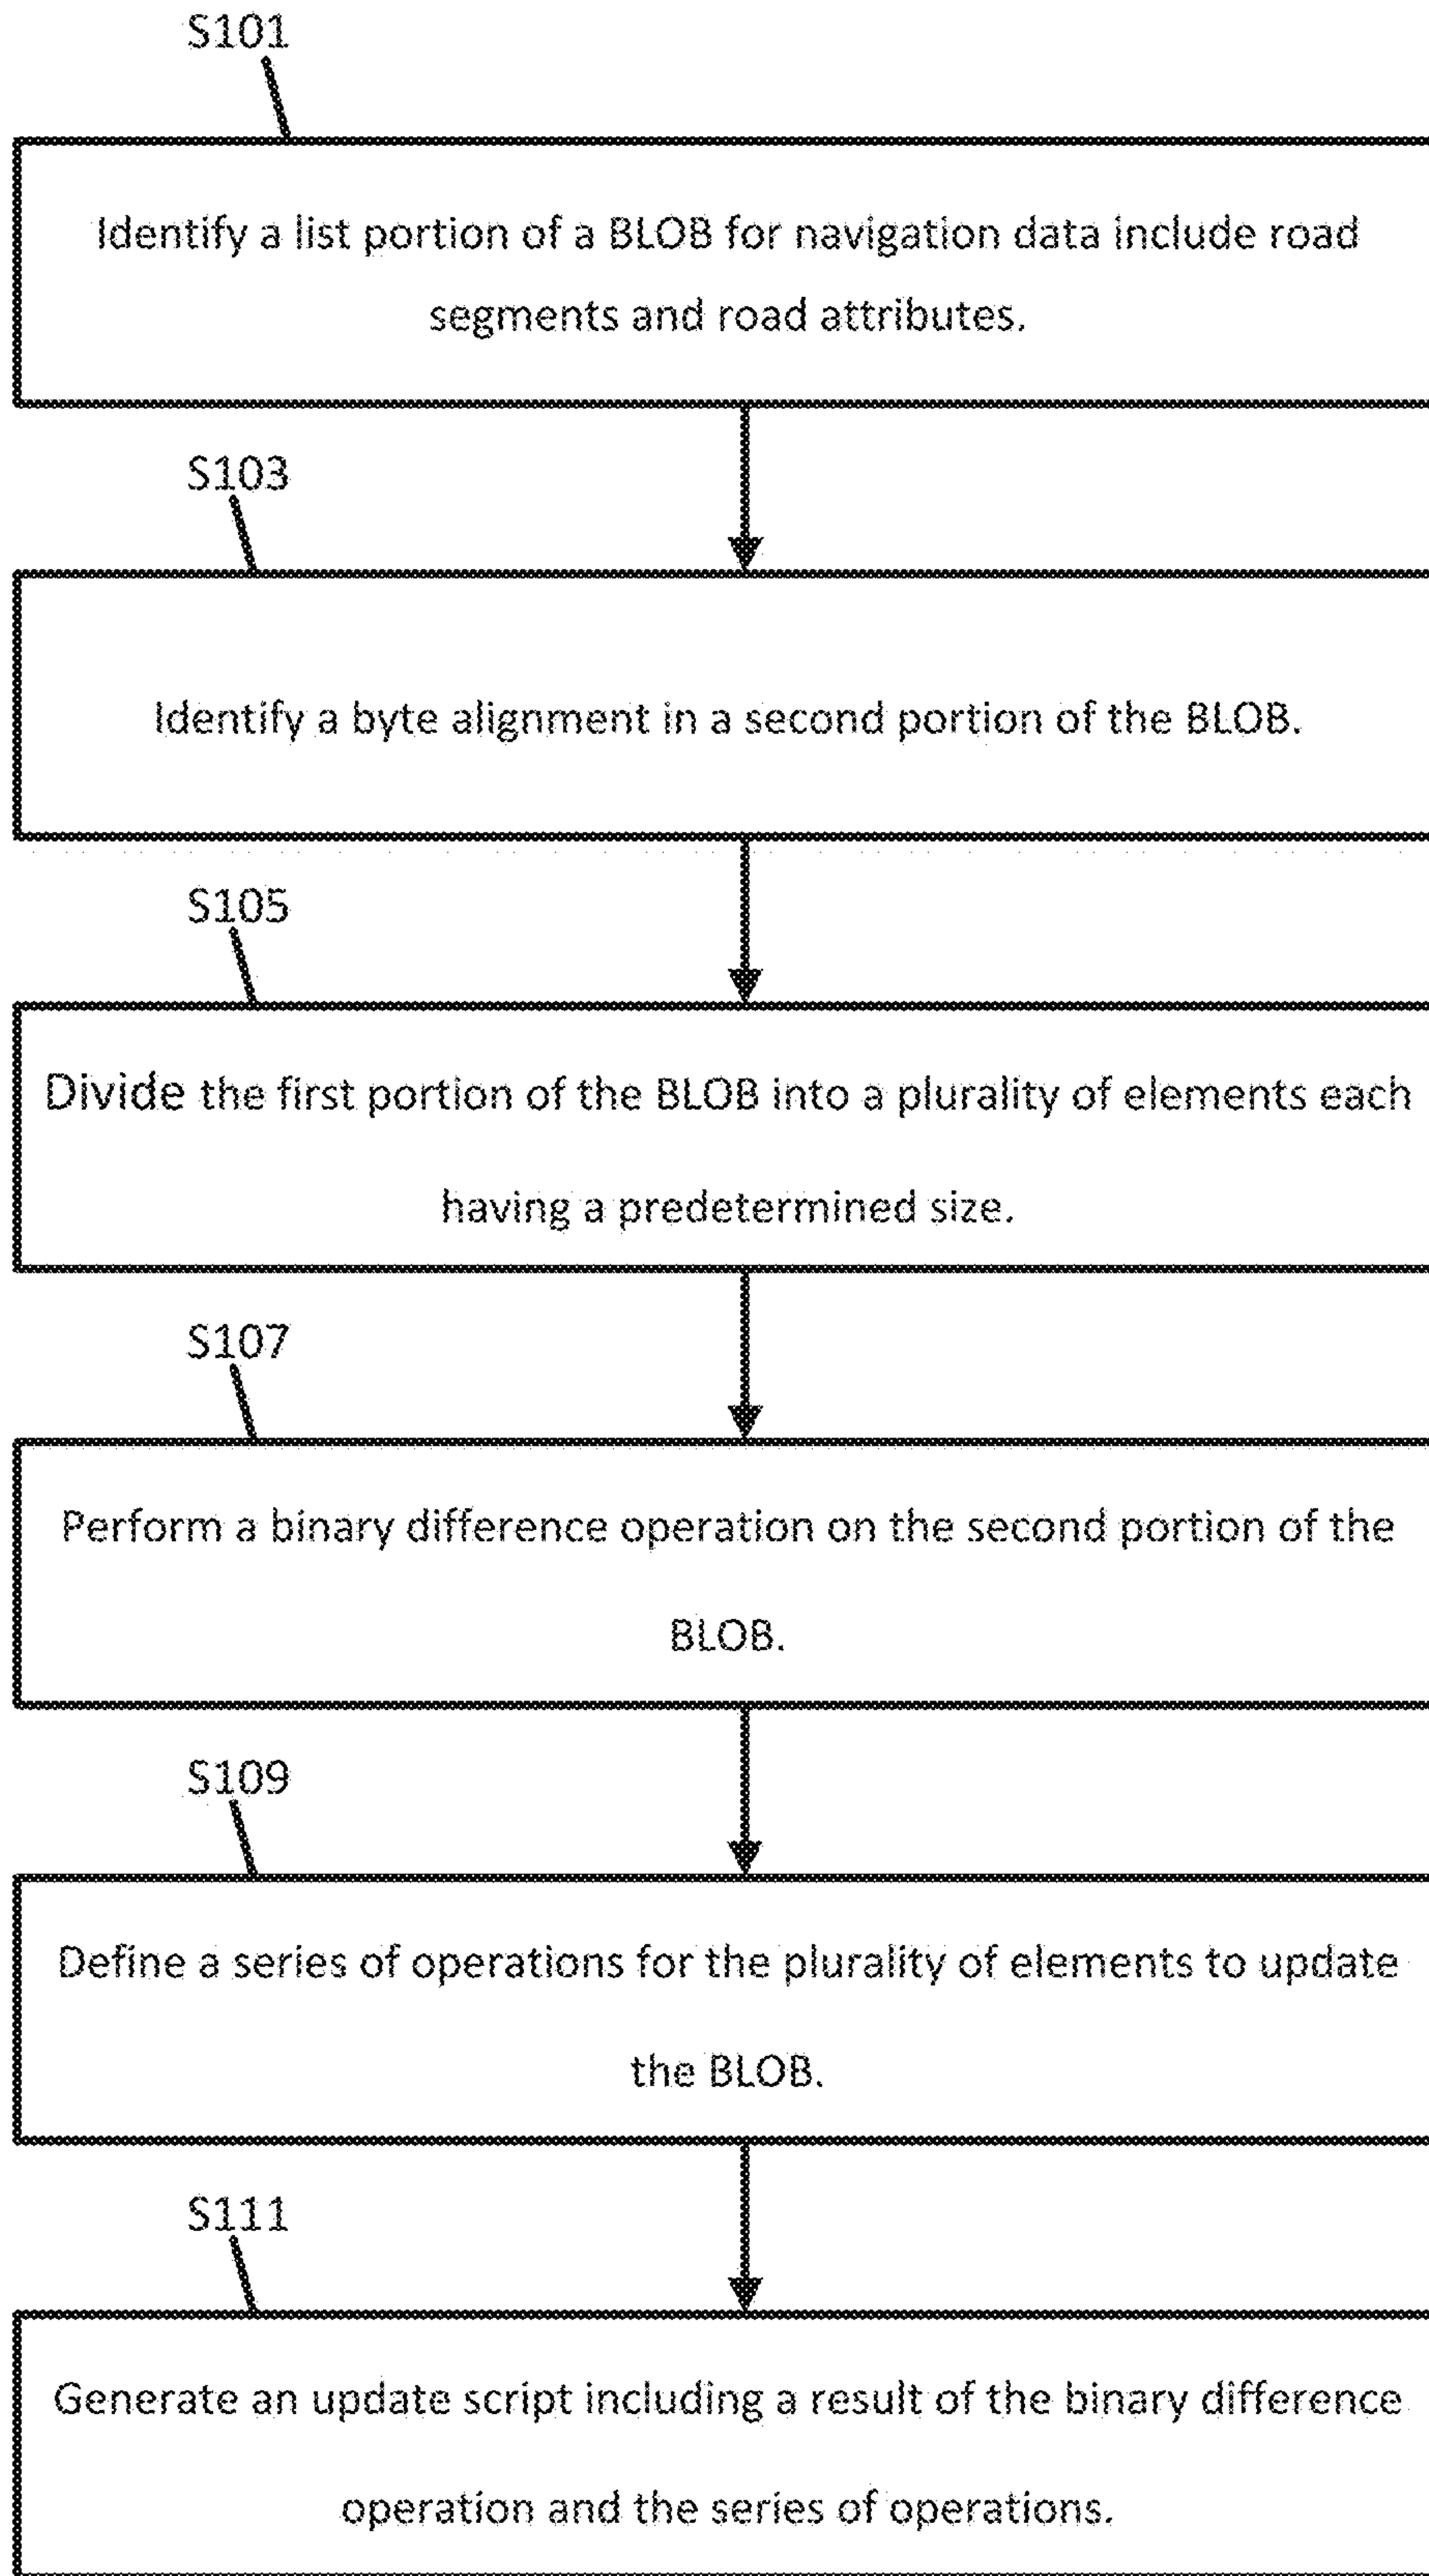 S101
Identify a list portion of a BLOB for navigation data include road
segments and road attributes.
S103
Identify a byte alignment in a second portion of the BLOB.
S105
Divide the first portion of the BLOB into a plurality of elements each
having a predetermined size.
S107
Perform a binary difference operation on the second portion of the
BLOB.
S109
Define a series of operations for the plurality of elements to update
the BLOB.
S111
Generate an update script including a result of the binary difference
operation and the series of operations.